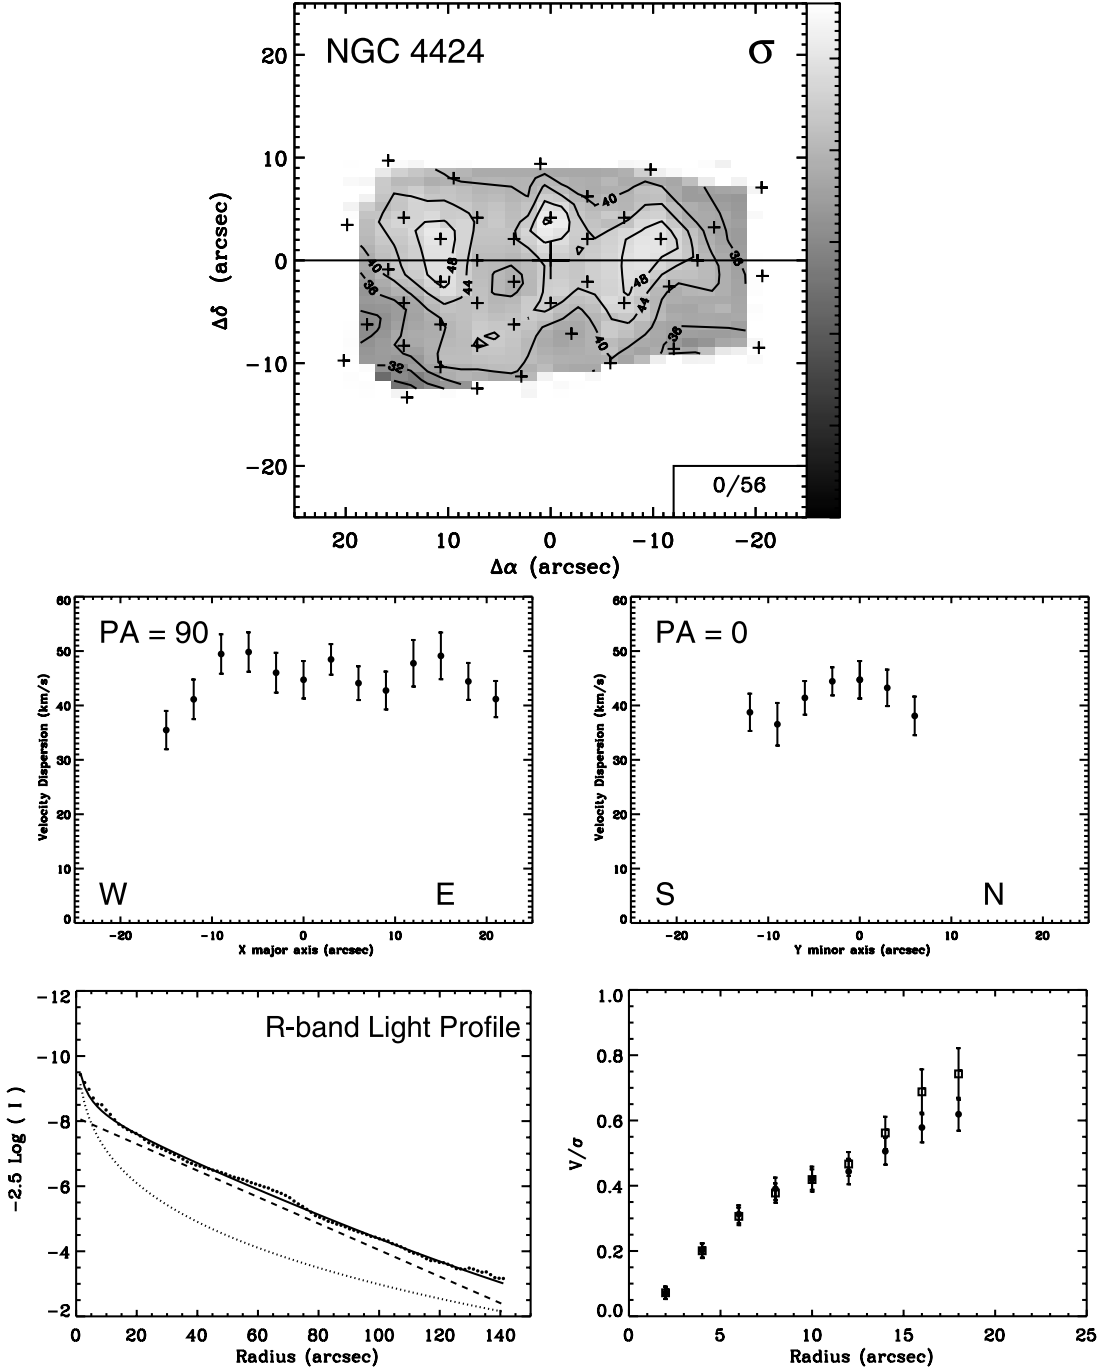 NGC 4424 σ
20
10
0
−10
−20
Δδ (arcsec)
40
40
36
36
48
44
48
44
40
36
32
0/56
20 10 0 −10 −20
Δα (arcsec)
PA = 90
60
50
40
30
20
10
0
Velocity Dispersion (km/s)
W E
−20 −10 0 10 20
X major axis (arcsec)
PA = 0
60
50
40
30
20
10
0
Velocity Dispersion (km/s)
S N
−20 −10 0 10 20
Y minor axis (arcsec)
R-band Light Profile
−12
−10
−8
−6
−4
−2
−2.5 Log ( I )
0 20 40 60 80 100 120 140
Radius (arcsec)
1.0
0.8
0.6
0.4
0.2
0.0
V/σ
0 5 10 15 20 25
Radius (arcsec)